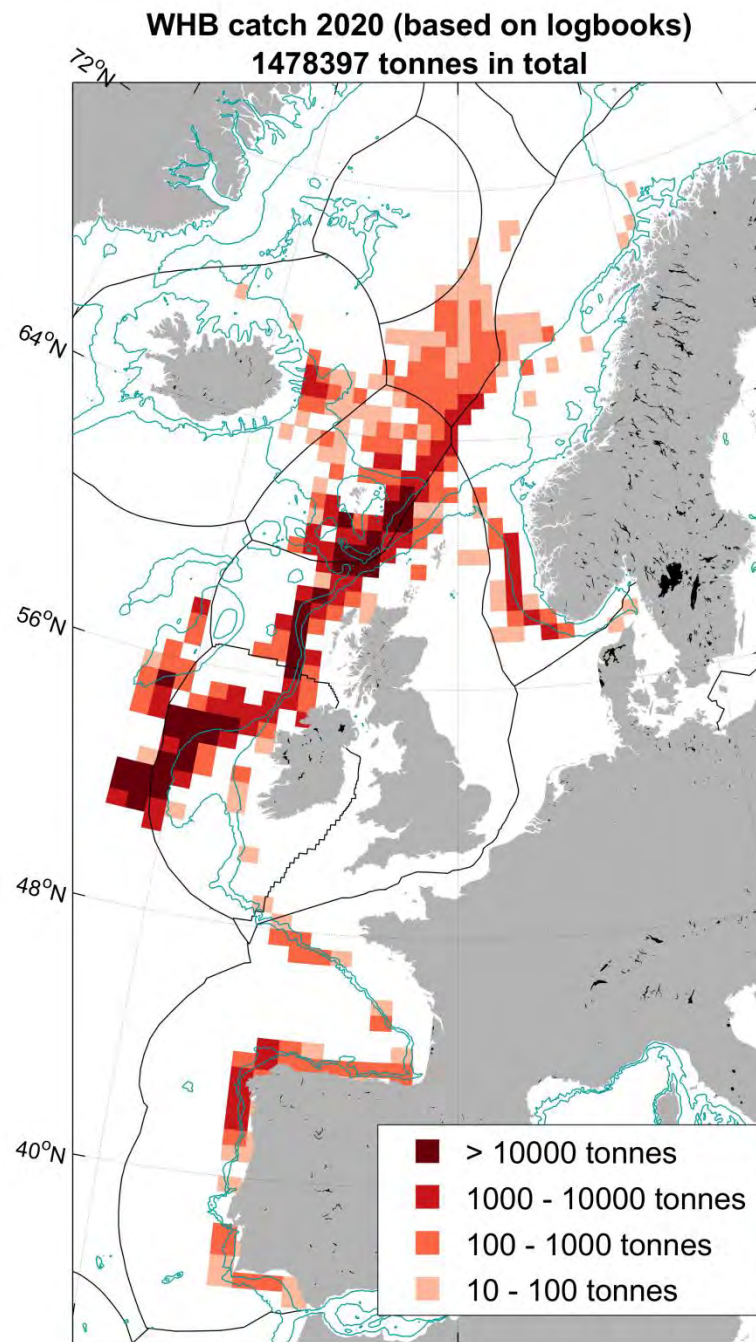 WHB catch 2020 (based on logbooks)
1478397 tonnes in total
72°N
64°N
56°N
48°N
40°N
> 10000 tonnes
1000 - 10000 tonnes
100 - 1000 tonnes
10 - 100 tonnes